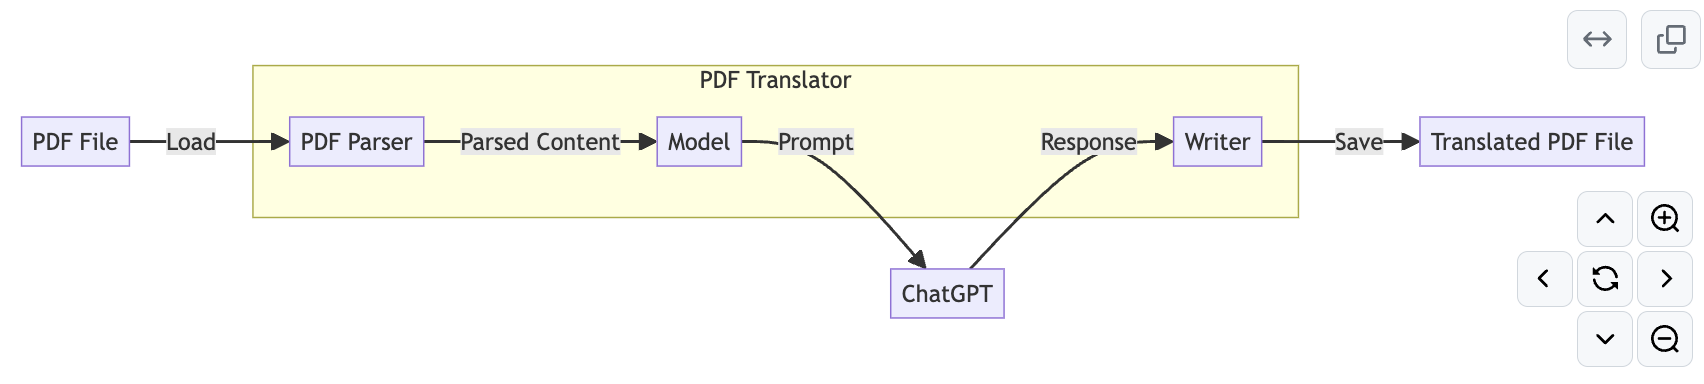 PDF Translator
PDF File
Load
PDF Parser
Parsed Content
Model
Prompt
Response
Writer
Save
Translated PDF File
ChatGPT